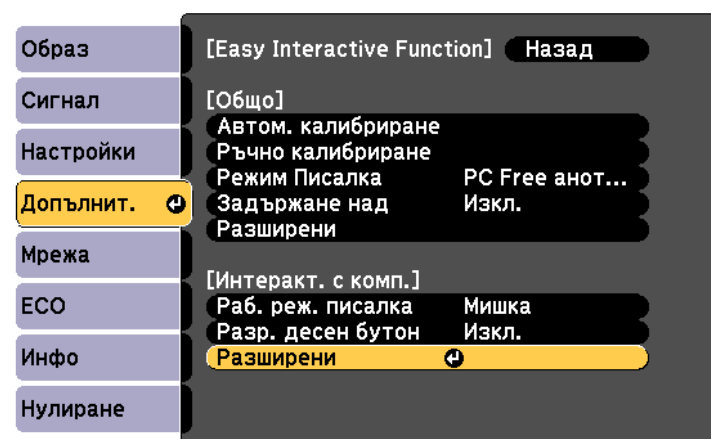 Образ
Сигнал
Настройки
Допълнит.
Мрежа
ECO
Инфо
Нулиране
[Easy Interactive Function] Назад
[Общо]
Автом. калибриране
Ръчно калибриране
Режим Писалка PC Free анот...
Задържане над Изкл.
Разширени
[Интеракт. с комп.]
Раб. реж. писалка Мишка
Разр. десен бутон Изкл.
Разширени